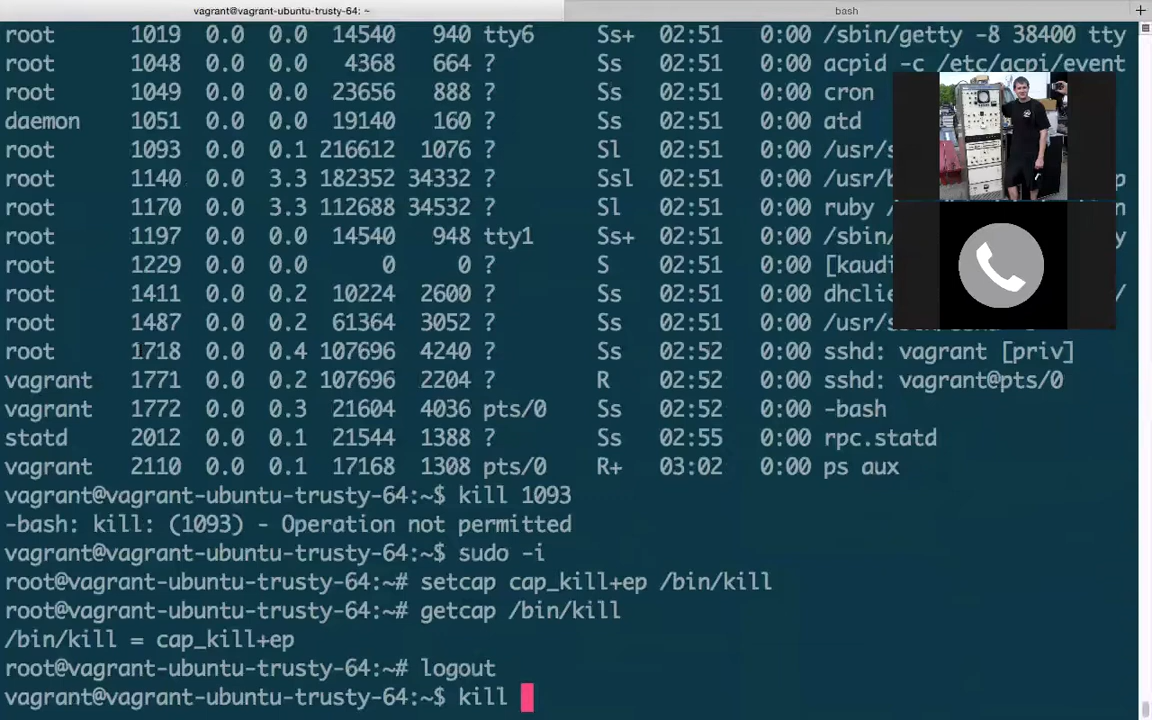 vagrant@vagrant-ubuntu-trusty-64: ~ bash
root 1019 0.0 0.0 14540 940 tty6 Ss+ 02:51 0:00 /sbin/getty -8 38400 tty
root 1048 0.0 0.0 4368 664 ? Ss 02:51 0:00 acpid -c /etc/acpi/event
root 1049 0.0 0.0 23656 888 ? Ss 02:51 0:00 cron
daemon 1051 0.0 0.0 19140 160 ? Ss 02:51 0:00 atd
root 1093 0.0 0.1 216612 1076 ? Sl 02:51 0:00
root 1140 0.0 3.3 182352 34332 ? Ssl 02:51 0:00
root 1170 0.0 3.3 112688 34532 ? Sl 02:51 0:00 ruby
root 1197 0.0 0.0 14540 948 tty1 Ss+ 02:51 0:00
root 1229 0.0 0.0 0 0 ? S 02:51 0:00 [kaudi
root 1411 0.0 0.2 10224 2600 ? Ss 02:51 0:00 dhclie
root 1487 0.0 0.2 61364 3052 ? Ss 02:51 0:00
root 1718 0.0 0.4 107696 4240 ? Ss 02:52 0:00 sshd: vagrant [priv]
vagrant 1771 0.0 0.2 107696 2204 ? R 02:52 0:00 sshd: vagrant@pts/0
vagrant 1772 0.0 0.3 21604 4036 pts/0 Ss 02:52 0:00 -bash
statd 2012 0.0 0.1 21544 1388 ? Ss 02:55 0:00 rpc.statd
vagrant 2110 0.0 0.1 17168 1308 pts/0 R+ 03:02 0:00 ps aux
vagrant@vagrant-ubuntu-trusty-64:~$ kill 1093
-bash: kill: (1093) - Operation not permitted
vagrant@vagrant-ubuntu-trusty-64:~$ sudo -i
root@vagrant-ubuntu-trusty-64:~# setcap cap_kill+ep /bin/kill
root@vagrant-ubuntu-trusty-64:~# getcap /bin/kill
/bin/kill = cap_kill+ep
root@vagrant-ubuntu-trusty-64:~# logout
vagrant@vagrant-ubuntu-trusty-64:~$ kill